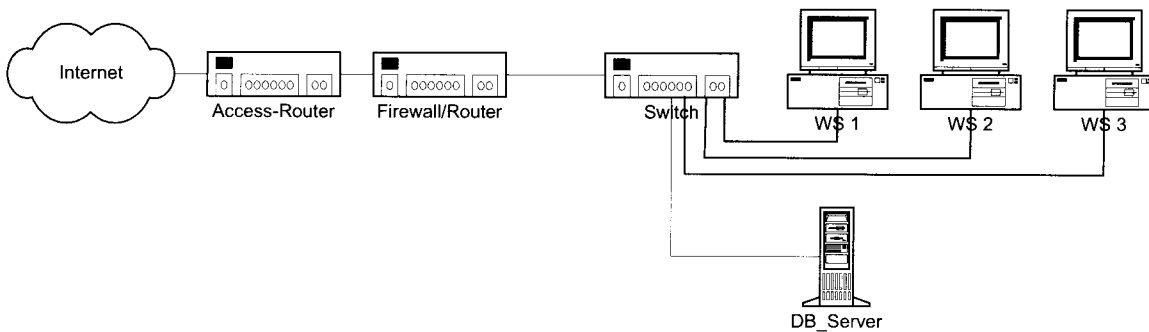 Internet
Access-Router
Firewall/Router
Switch
WS 1
WS 2
WS 3
DB_Server